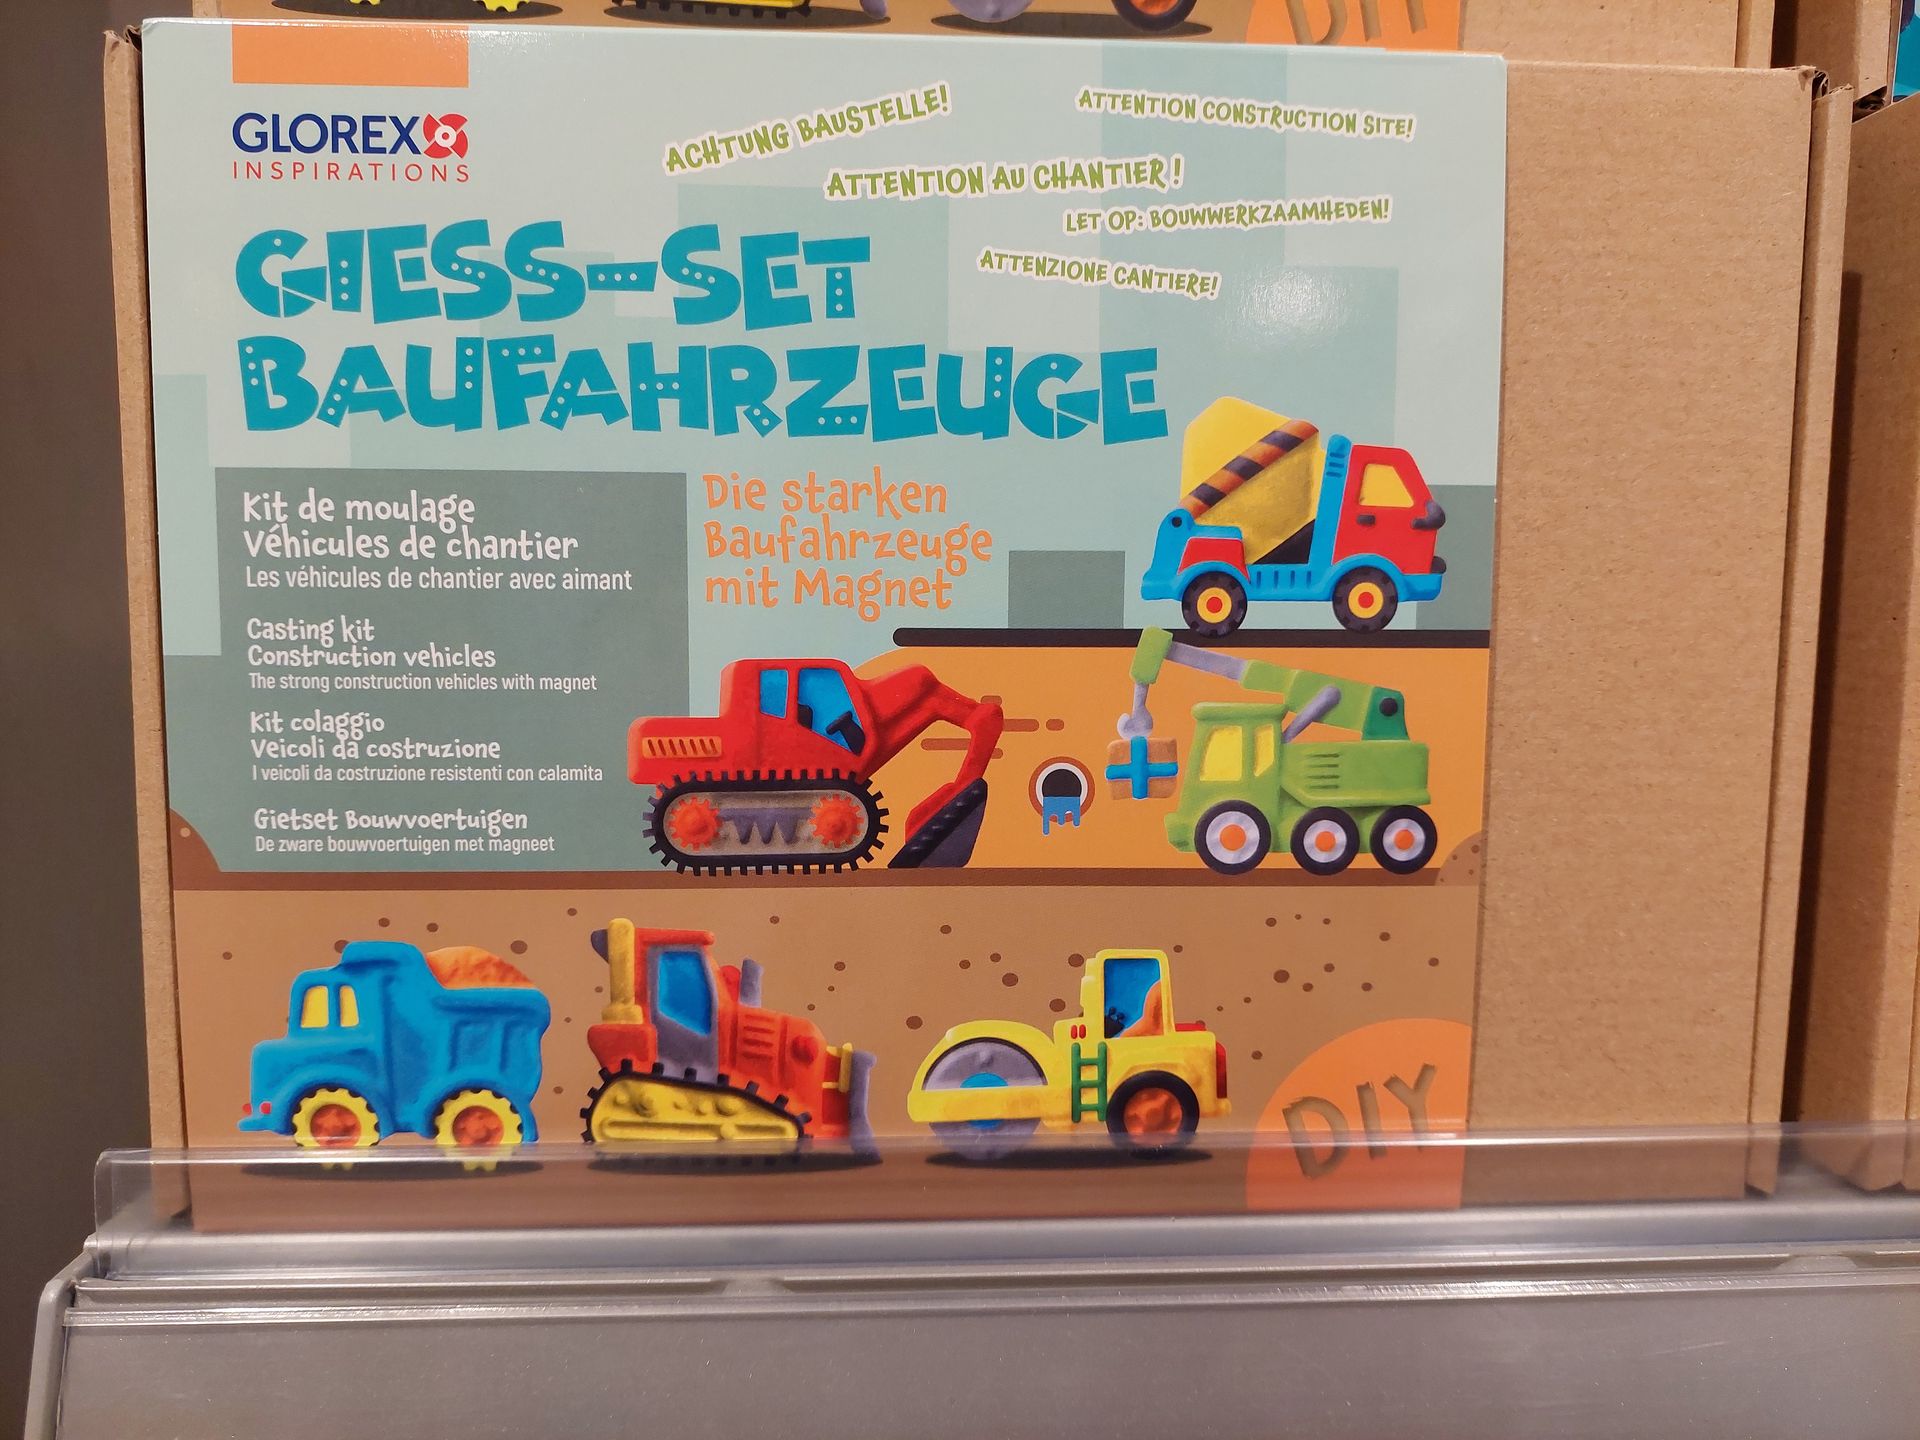 DIY
GLOREX
INSPIRATIONS
ACHTUNG BAUSTELLE!
ATTENTION CONSTRUCTION SITE!
ATTENTION AU CHANTIER!
LET OP: BOUWWERKZAAMHEDEN!
ATTENZIONE CANTIERE!
GIESS-SET
BAUFAHRZEUGE
Die starken
Baufahrzeuge
mit Magnet
Kit de moulage
Véhicules de chantier
Les véhicules de chantier avec aimant
Casting kit
Construction vehicles
The strong construction vehicles with magnet
Kit colaggio
Veicoli da costruzione
I veicoli da costruzione resistenti con calamita
Gietset Bouwvoertuigen
De zware bouwvoertuigen met magneet
DIY